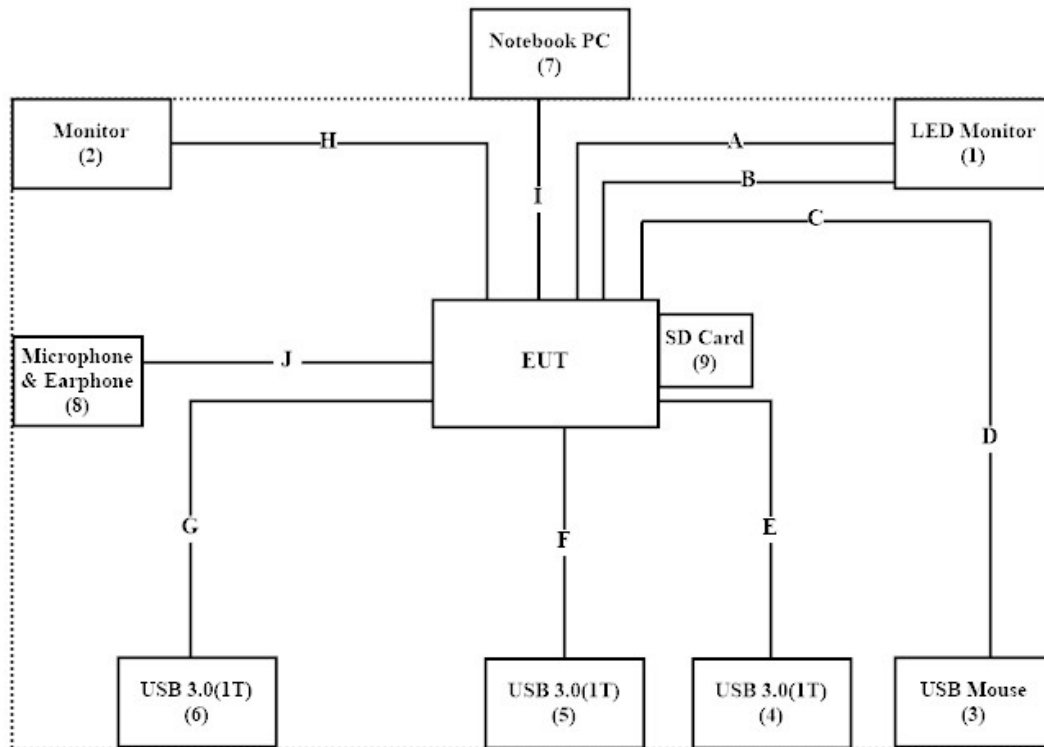 Notebook PC
(7)
Monitor
(2)
LED Monitor
(1)
H
A
B
I
C
EUT
SD Card
(9)
Microphone
& Earphone
(8)
J
D
G
F
E
USB 3.0(1T)
(6)
USB 3.0(1T)
(5)
USB 3.0(1T)
(4)
USB Mouse
(3)